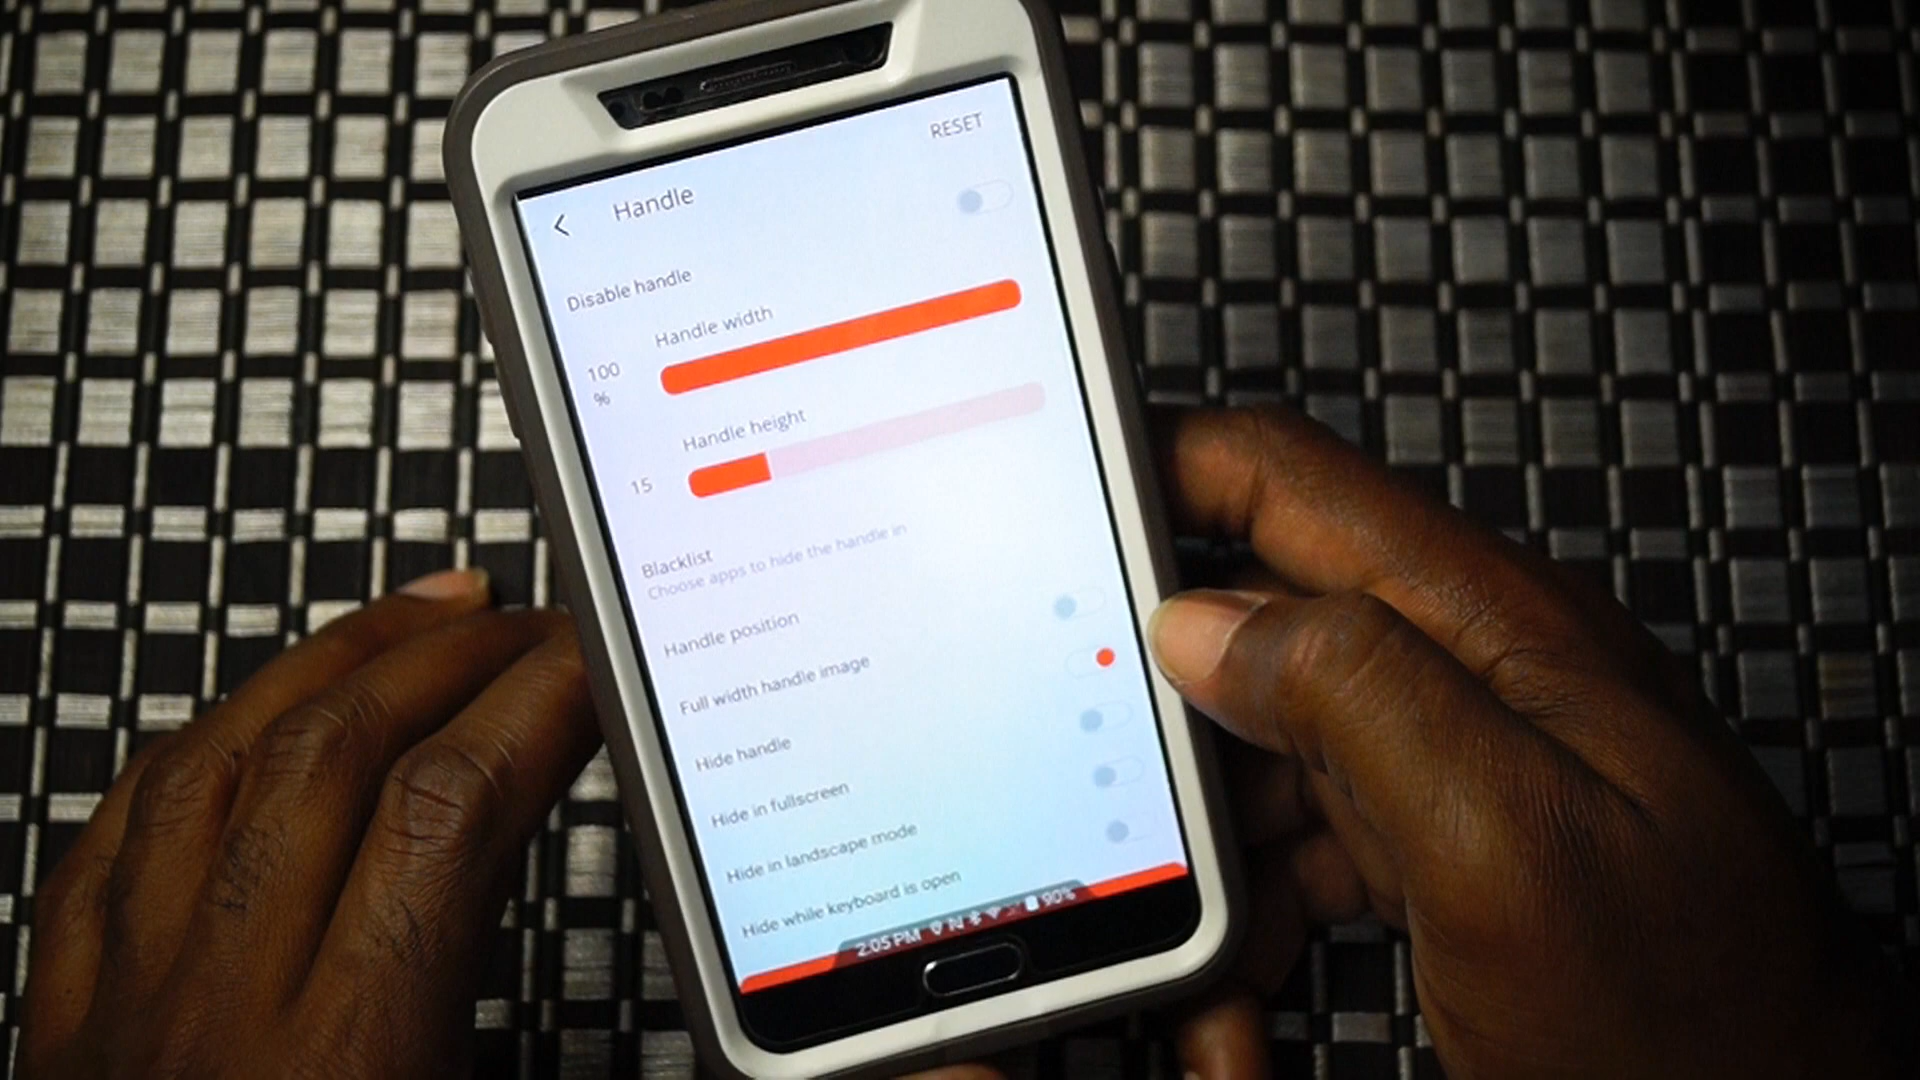 RESET
Handle
Disable handle
Handle width
100
%
Handle height
15
Blacklist
Choose apps to hide the handle in
Handle position
Full width handle image
Hide handle
Hide in fullscreen
Hide in landscape mode
Hide while keyboard is open
2:05 PM 90%